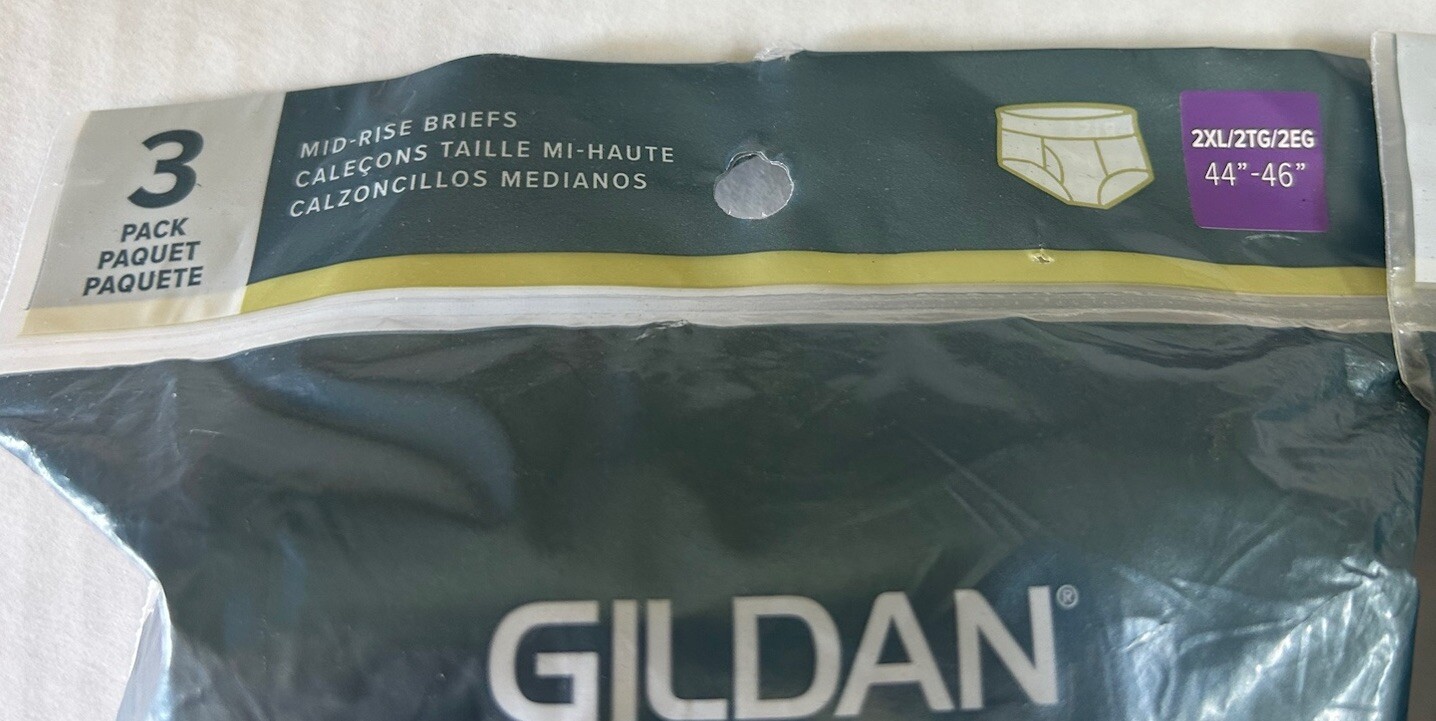 3
PACK
PAQUET
PAQUETE
MID-RISE BRIEFS
CALEÇONS TAILLE MI-HAUTE
CALZONCILLOS MEDIANOS
2XL/2TG/2EG
44”-46”
GILDAN®